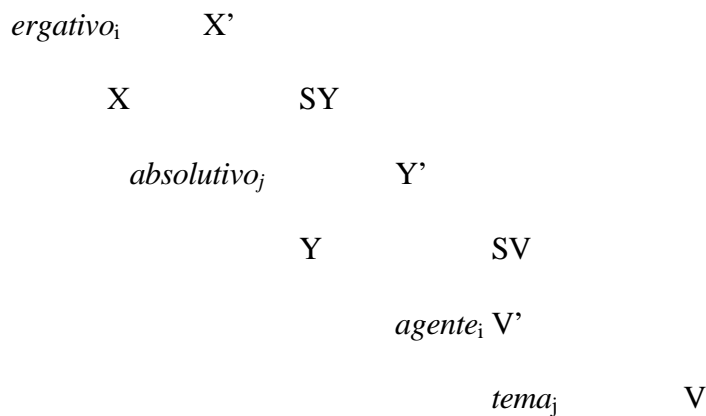 ergativoi X’
X SY
absolutivoj Y’
Y SV
agentei V’
temaj V